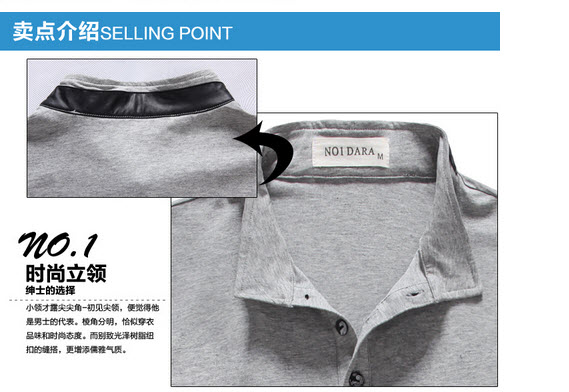 卖点介绍SELLING POINT
NOI DARA M
NO.1
时尚立领
绅士的选择
小领才露尖尖角-初见尖领，便觉得他
是男士的代表。棱角分明，恰似穿衣
品味和时尚态度。而别致光泽树脂纽
扣的缝搭，更增添儒雅气质。